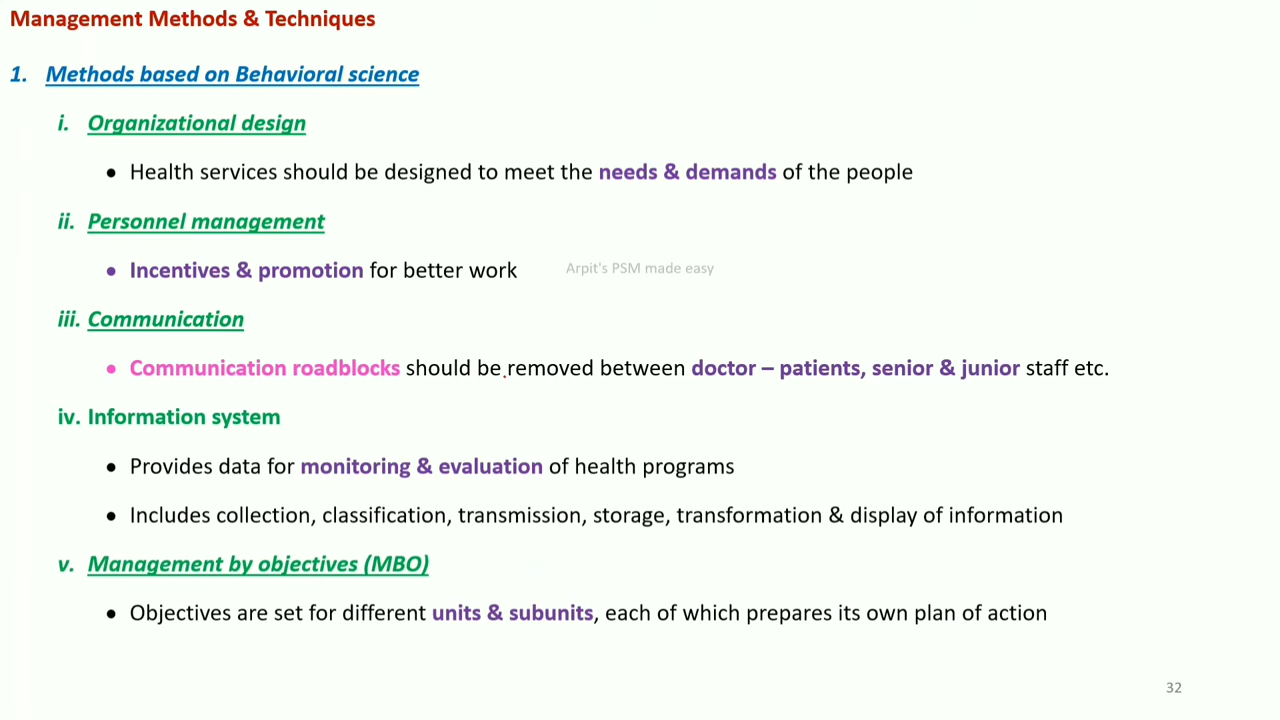 Management Methods & Techniques
1. Methods based on Behavioral science
i. Organizational design
• Health services should be designed to meet the needs & demands of the people
ii. Personnel management
• Incentives & promotion for better work
Arpit's PSM made easy
iii. Communication
• Communication roadblocks should be removed between doctor – patients, senior & junior staff etc.
iv. Information system
• Provides data for monitoring & evaluation of health programs
• Includes collection, classification, transmission, storage, transformation & display of information
v. Management by objectives (MBO)
• Objectives are set for different units & subunits, each of which prepares its own plan of action
32